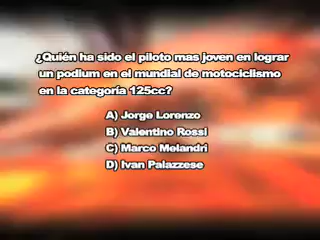 ¿Quién ha sido el piloto mas joven en lograr
un podium en el mundial de motociclismo
en la categoría 125cc?
A) Jorge Lorenzo
B) Valentino Rossi
C) Marco Melandri
D) Ivan Palazzese